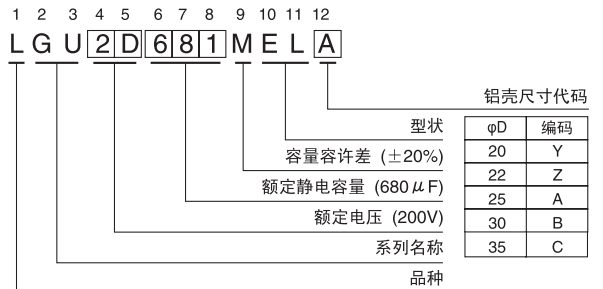 1 2 3 4 5 6 7 8 9 10 11 12
L G U 2 D 6 8 1 M E L A
铝壳尺寸代码
型状
容量容许差 (±20%)
额定静电容量 (680μF)
额定电压 (200V)
系列名称
品种
φD 编码
20 Y
22 Z
25 A
30 B
35 C